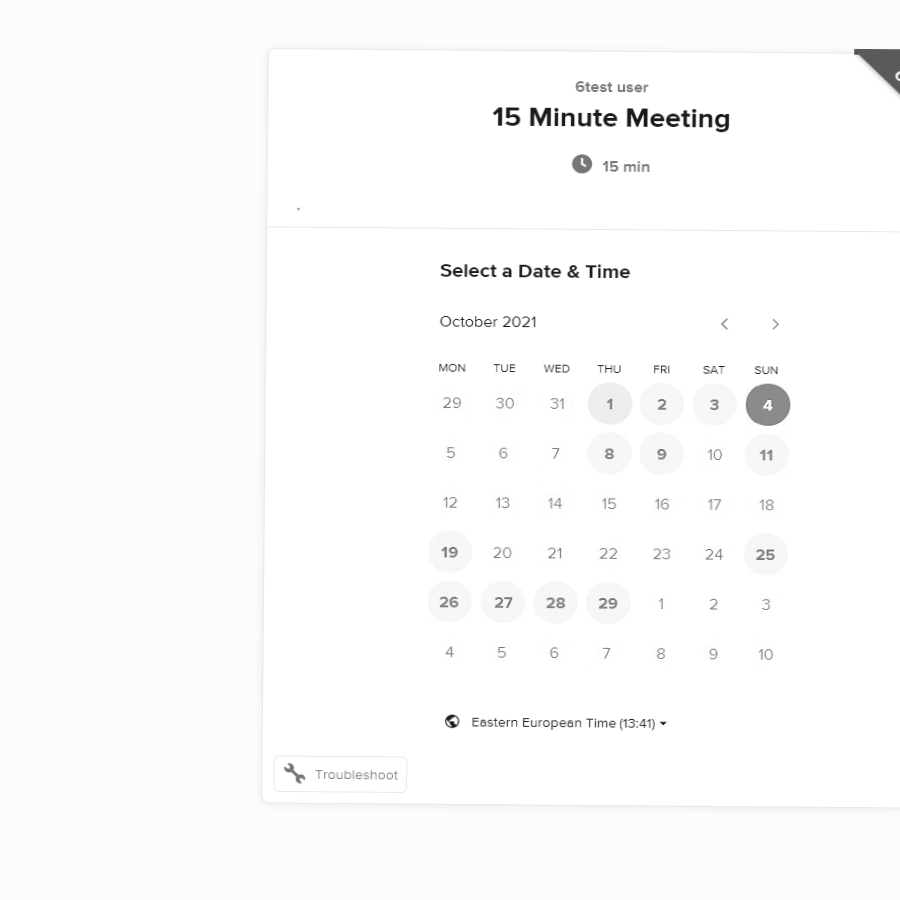 6test user
15 Minute Meeting
15 min
.
Select a Date & Time
October 2021
MON TUE WED THU FRI SAT SUN
29 30 31 1 2 3 4
5 6 7 8 9 10 11
12 13 14 15 16 17 18
19 20 21 22 23 24 25
26 27 28 29 1 2 3
4 5 6 7 8 9 10
Eastern European Time (13:41)
Troubleshoot